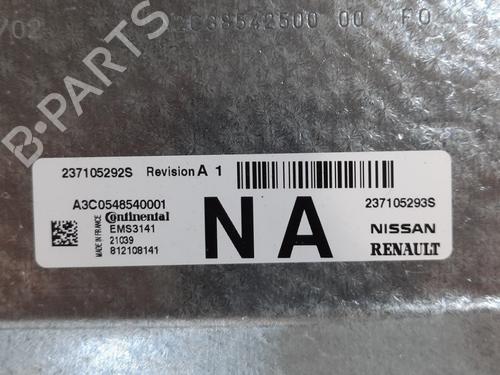 /702
2C38542500 00 F0
B-PARTS
237105292S Revision A 1
237105293S
A3C0548540001
Continental
MADE IN FRANCE
EMS3141
21039
812108141
NA
NISSAN
RENAULT